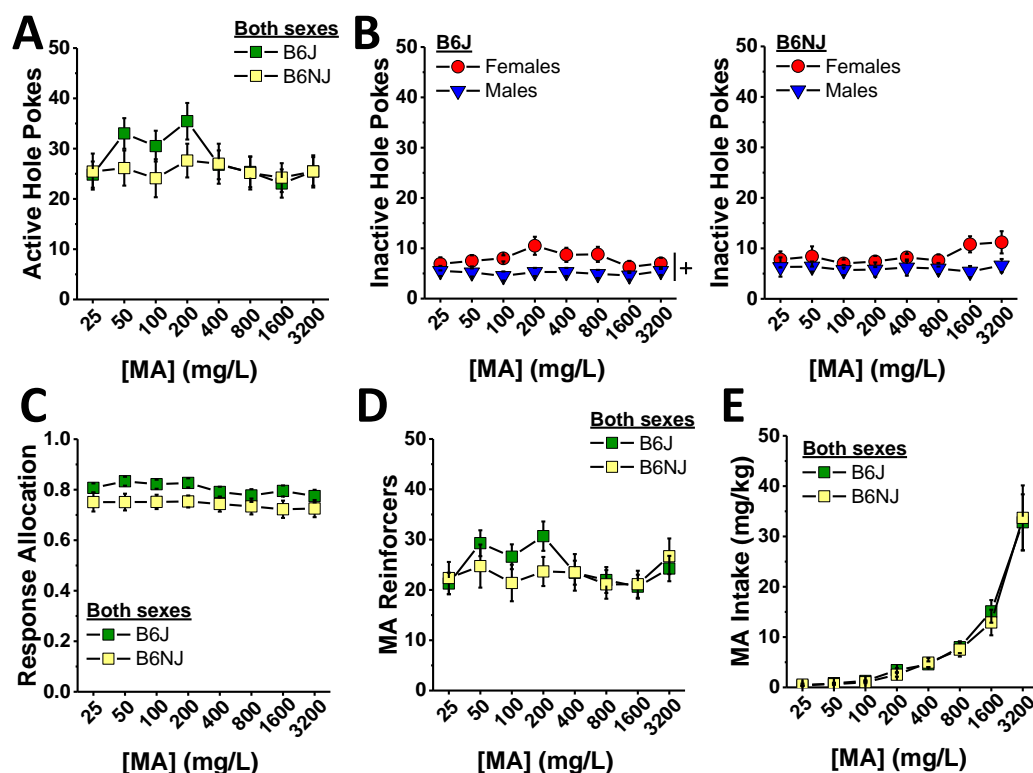 A
Both sexes
B6J
B6NJ
Active Hole Pokes
50
40
30
20
10
0
25
50
100
200
400
800
1600
3200
[MA] (mg/L)
B
B6J
Females
Males
Inactive Hole Pokes
50
40
30
20
10
0
+
25
50
100
200
400
800
1600
3200
[MA] (mg/L)
B6NJ
Females
Males
Inactive Hole Pokes
50
40
30
20
10
0
25
50
100
200
400
800
1600
3200
[MA] (mg/L)
C
Response Allocation
1.0
0.8
0.6
0.4
0.2
0.0
Both sexes
B6J
B6NJ
25
50
100
200
400
800
1600
3200
[MA] (mg/L)
D
Both sexes
B6J
B6NJ
MA Reinforcers
50
40
30
20
10
0
25
50
100
200
400
800
1600
3200
[MA] (mg/L)
E
Both sexes
B6J
B6NJ
MA Intake (mg/kg)
50
40
30
20
10
0
25
50
100
200
400
800
1600
3200
[MA] (mg/L)